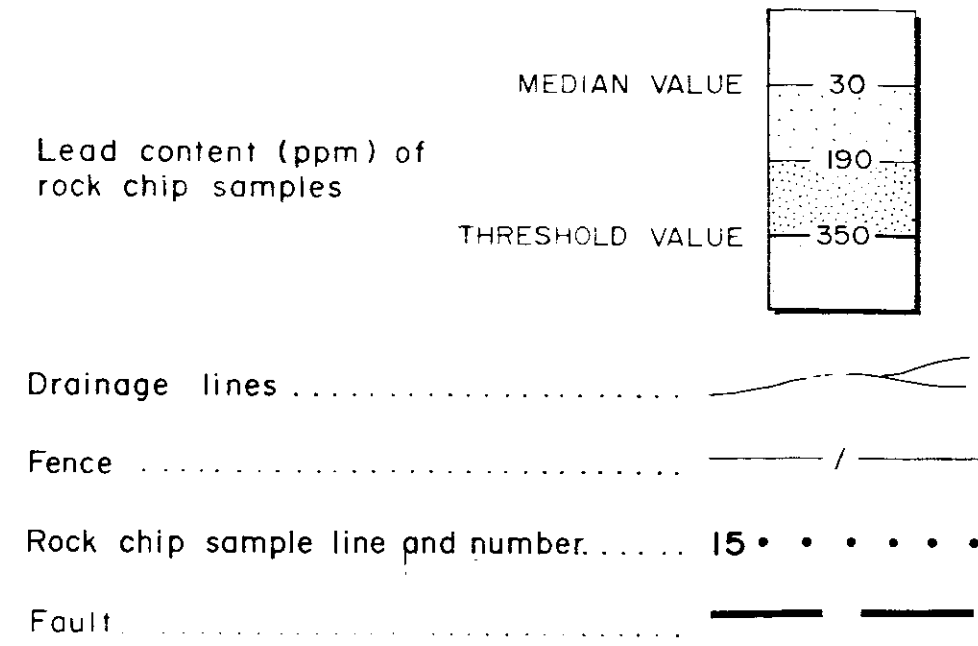 MEDIAN VALUE 30
Lead content (ppm) of
rock chip samples
190
THRESHOLD VALUE 350
Drainage lines ......................
Fence ........................... /
Rock chip sample line and number...... 15 • • • • • •
Fault ...........................